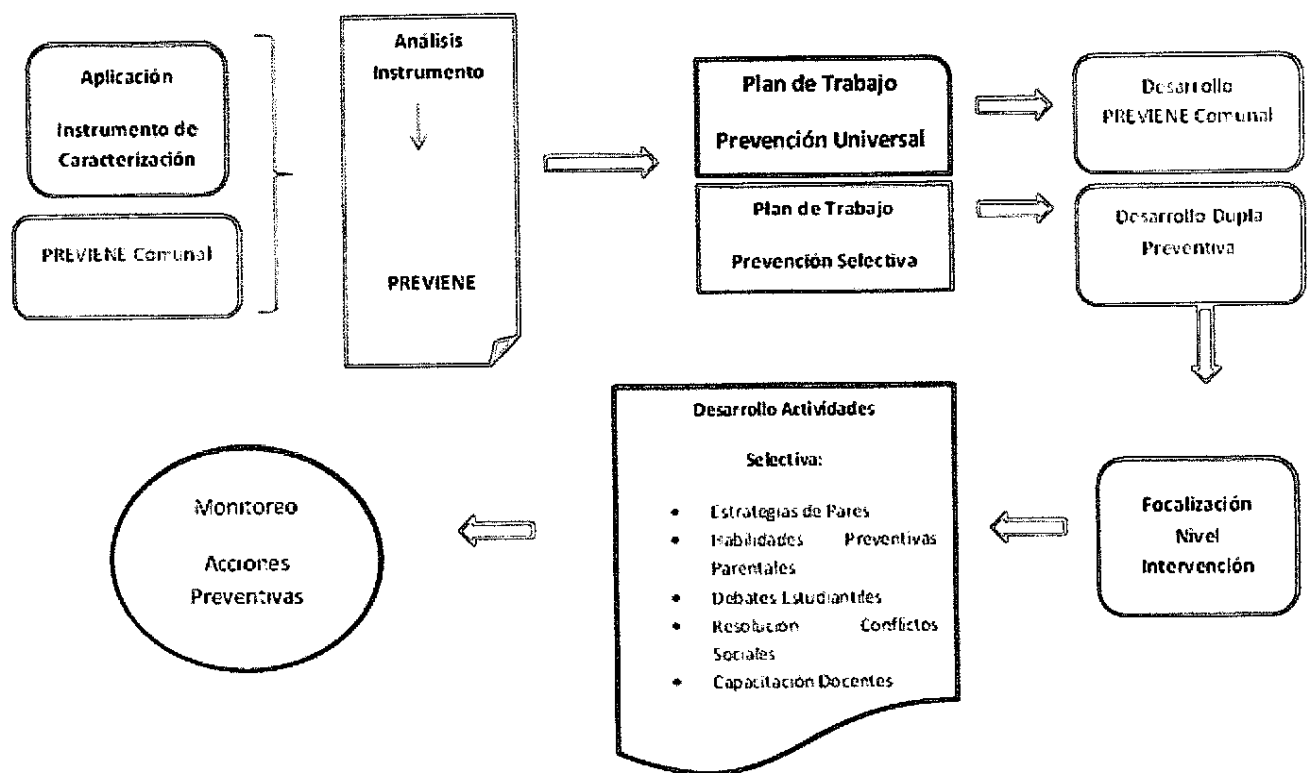 Aplicación
Instrumento de
Caracterización
PREVIENE Comunal
Análisis
Instrumento
PREVIENE
Plan de Trabajo
Prevención Universal
Plan de Trabajo
Prevención Selectiva
Desarrollo
PREVIENE Comunal
Desarrollo Dupla
Preventiva
Focalización
Nivel
Intervención
Desarrollo Actividades
Selectiva:
• Estrategias de Pares
• Habilidades Preventivas
Parentales
• Debates Estudiantiles
• Resolución Conflictos
Sociales
• Capacitación Docentes
Monitoreo
Acciones
Preventivas